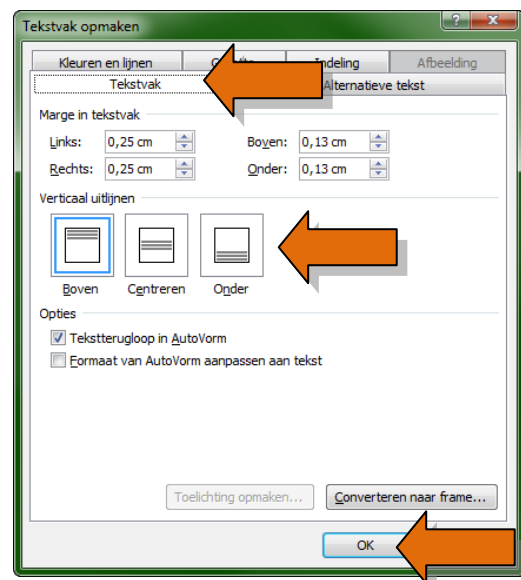 Tekstvak opmaken
Kleuren en lijnen Indeling Afbeelding
Tekstvak Alternatieve tekst
Marge in tekstvak
Links: 0,25 cm Boven: 0,13 cm
Rechts: 0,25 cm Onder: 0,13 cm
Verticaal uitlijnen
Boven Centreren Onder
Opties
Tekstterugloop in AutoVorm
Formaat van AutoVorm aanpassen aan tekst
Toelichting opmaken... Converteren naar frame...
OK